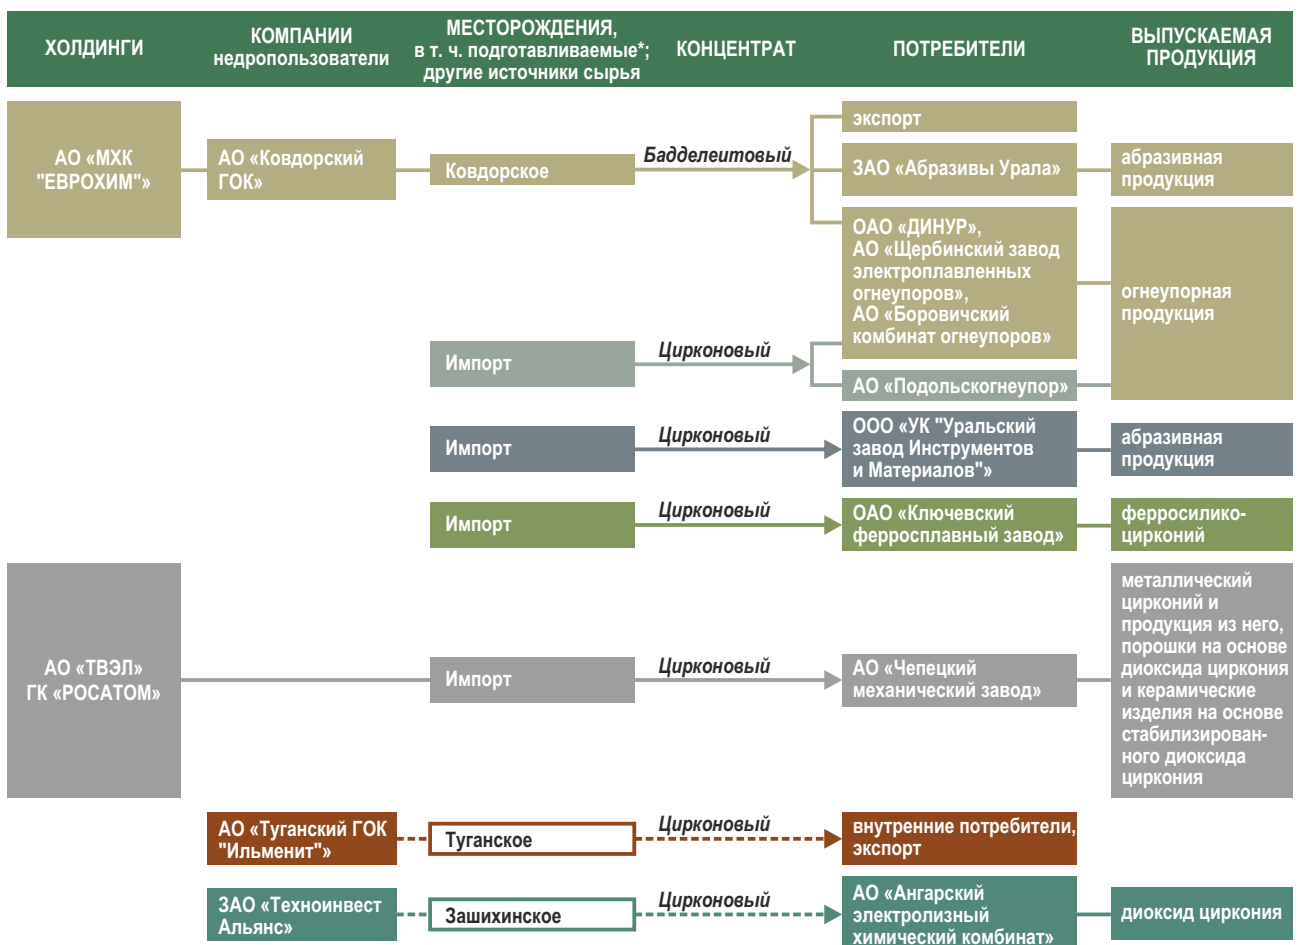 ХОЛДИНГИ
КОМПАНИИ
недропользователи
МЕСТОРОЖДЕНИЯ,
в т. ч. подготавливаемые*;
другие источники сырья
КОНЦЕНТРАТ
ПОТРЕБИТЕЛИ
ВЫПУСКАЕМАЯ
ПРОДУКЦИЯ
АО «МХК
"ЕВРОХИМ"»
АО «Ковдорский
ГОК»
Ковдорское
Бадделеитовый
экспорт
ЗАО «Абразивы Урала»
абразивная
продукция
ОАО «ДИНУР»,
АО «Щербинский завод
электроплавленных
огнеупоров»,
АО «Боровичский
комбинат огнеупоров»
огнеупорная
продукция
Импорт
Цирконовый
АО «Подольскогнеупор»
Импорт
Цирконовый
ООО «УК "Уральский
завод Инструментов
и Материалов"»
абразивная
продукция
Импорт
Цирконовый
ОАО «Ключевский
ферросплавный завод»
ферросилико-
цирконий
АО «ТВЭЛ»
ГК «РОСАТОМ»
Импорт
Цирконовый
АО «Чепецкий
механический завод»
металлический
цирконий и
продукция из него,
порошки на основе
диоксида циркония
и керамические
изделия на основе
стабилизирован-
ного диоксида
циркония
АО «Туганский ГОК
"Ильменит"»
Туганское
Цирконовый
внутренние потребители,
экспорт
ЗАО «Техноинвест
Альянс»
Зашихинское
Цирконовый
АО «Ангарский
электролизный
химический комбинат»
диоксид циркония